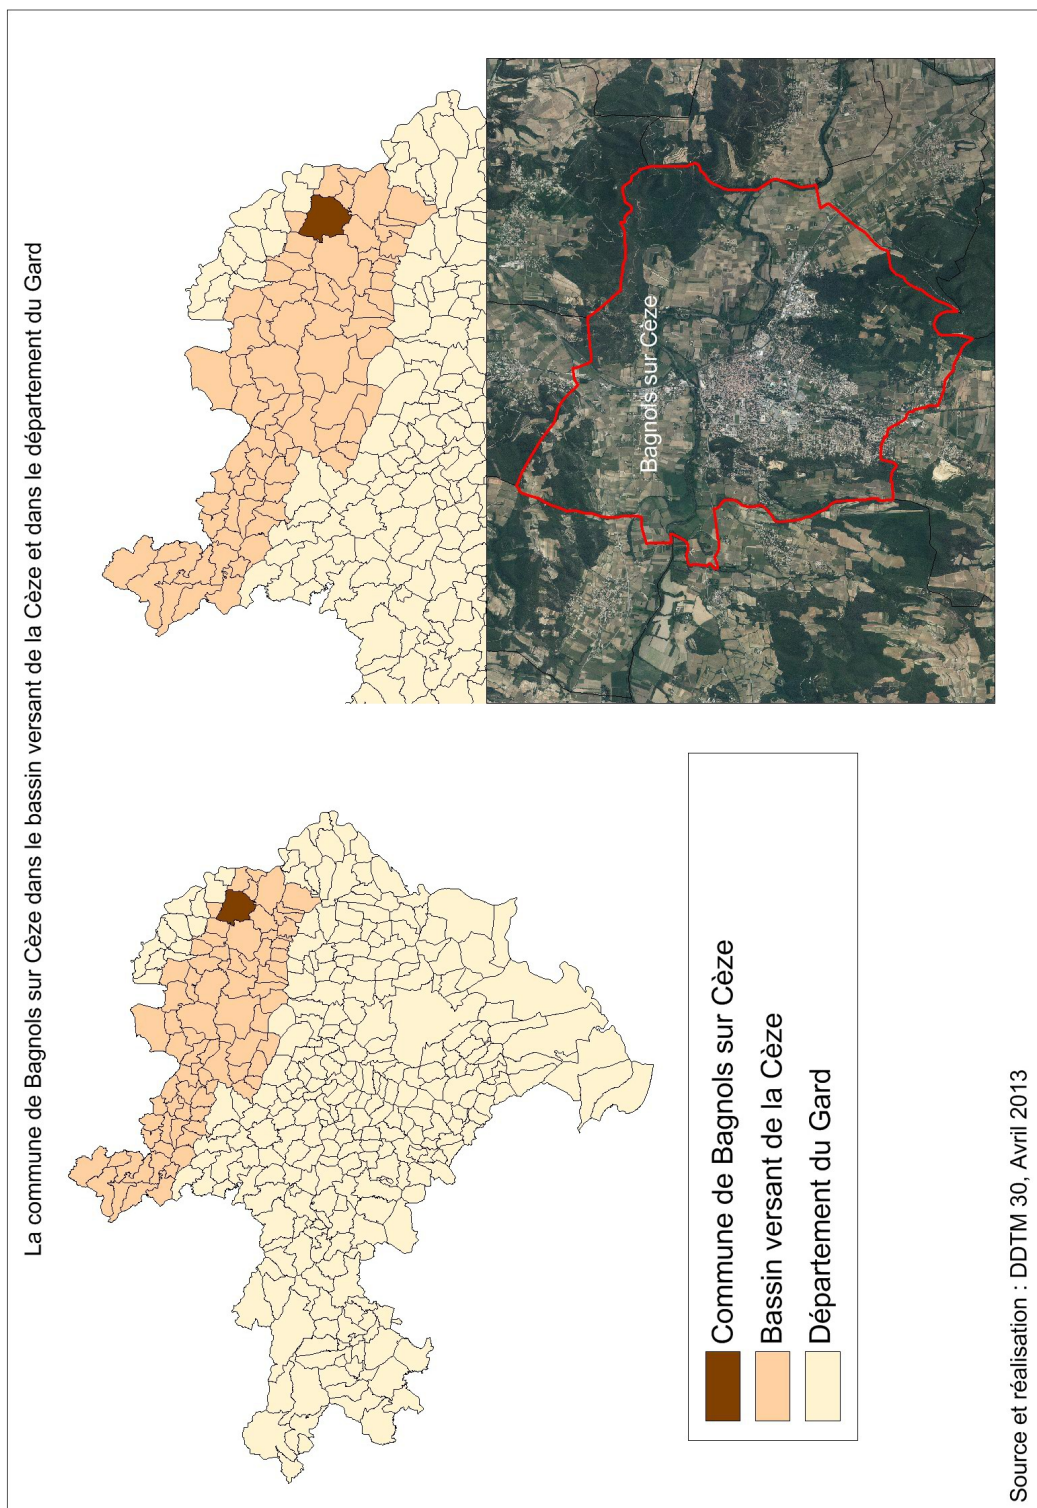 La commune de Bagnols sur Cèze dans le bassin versant de la Cèze et dans le département du Gard
Bagnols sur Cèze
Commune de Bagnols sur Cèze
Bassin versant de la Cèze
Département du Gard
Source et réalisation : DDTM 30, Avril 2013